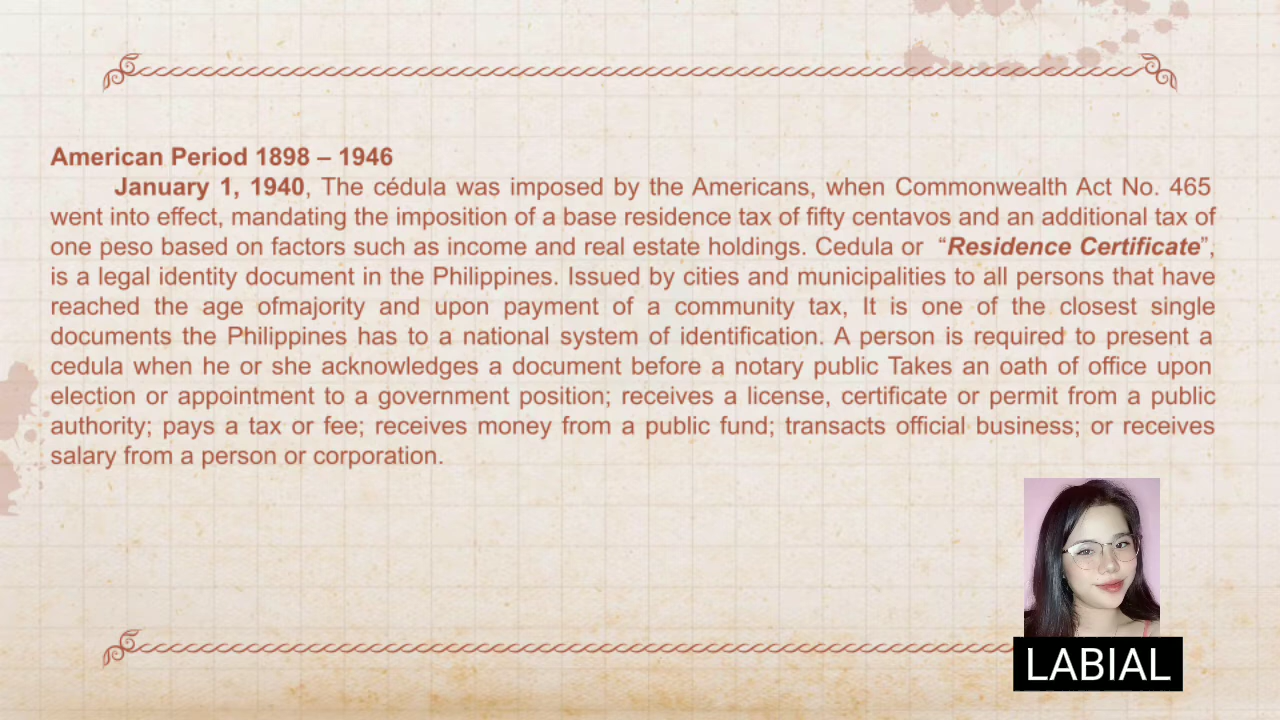 American Period 1898 – 1946
January 1, 1940, The cédula was imposed by the Americans, when Commonwealth Act No. 465
went into effect, mandating the imposition of a base residence tax of fifty centavos and an additional tax of
one peso based on factors such as income and real estate holdings. Cedula or “Residence Certificate”,
is a legal identity document in the Philippines. Issued by cities and municipalities to all persons that have
reached the age ofmajority and upon payment of a community tax, It is one of the closest single
documents the Philippines has to a national system of identification. A person is required to present a
cedula when he or she acknowledges a document before a notary public Takes an oath of office upon
election or appointment to a government position; receives a license, certificate or permit from a public
authority; pays a tax or fee; receives money from a public fund; transacts official business; or receives
salary from a person or corporation.
LABIAL